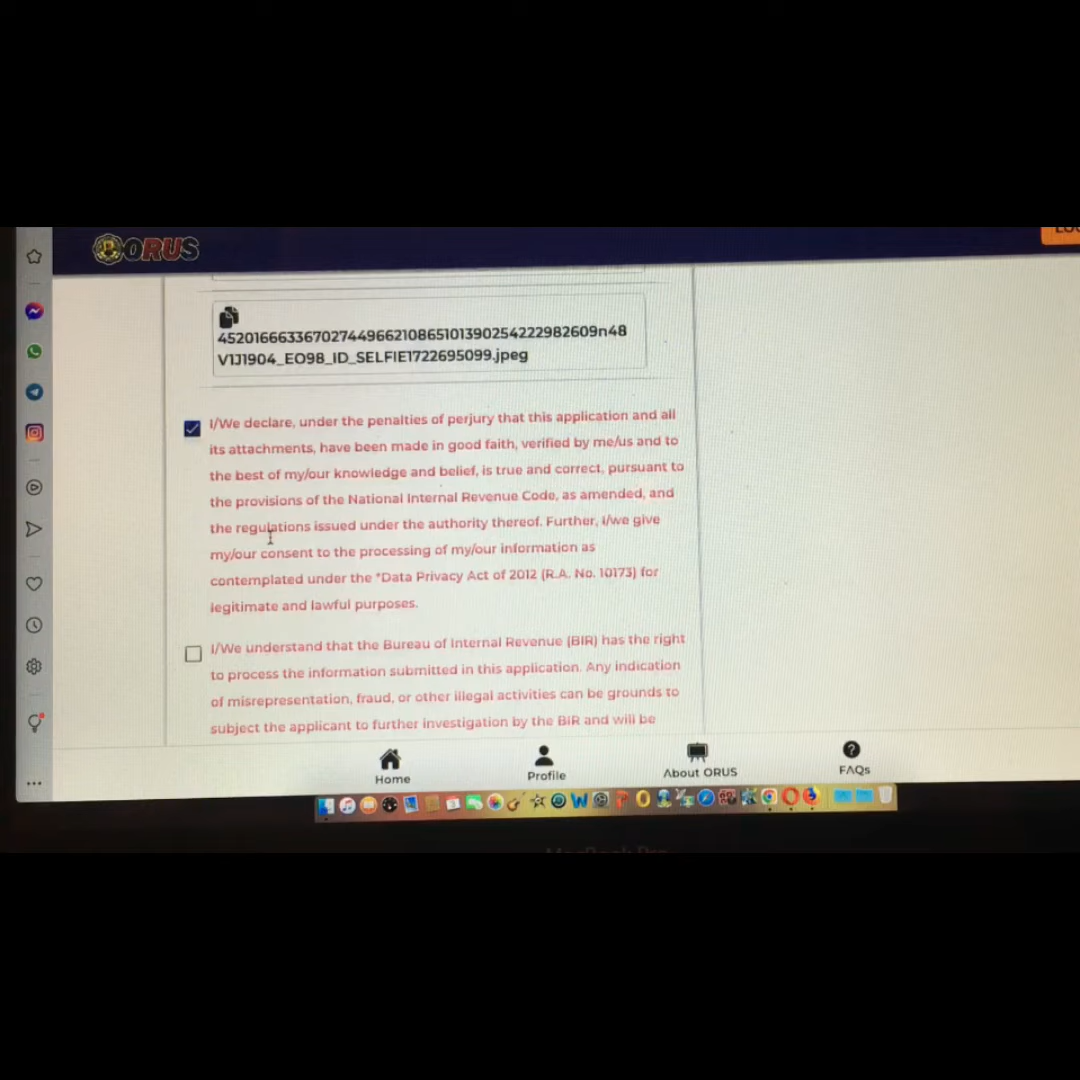 ORUS
LOG
45201666336702744966210865101390254222982609n48
V1J1904_EO98_ID_SELFIE1722695099.jpeg
I/We declare, under the penalties of perjury that this application and all
its attachments, have been made in good faith, verified by me/us and to
the best of my/our knowledge and belief, is true and correct, pursuant to
the provisions of the National Internal Revenue Code, as amended, and
the regulations issued under the authority thereof. Further, I/we give
my/our consent to the processing of my/our information as
contemplated under the *Data Privacy Act of 2012 (R.A. No. 10173) for
legitimate and lawful purposes.
I/We understand that the Bureau of Internal Revenue (BIR) has the right
to process the information submitted in this application. Any indication
of misrepresentation, fraud, or other illegal activities can be grounds to
subject the applicant to further investigation by the BIR and will be
Home
Profile
About ORUS
FAQs
MacBook Pro